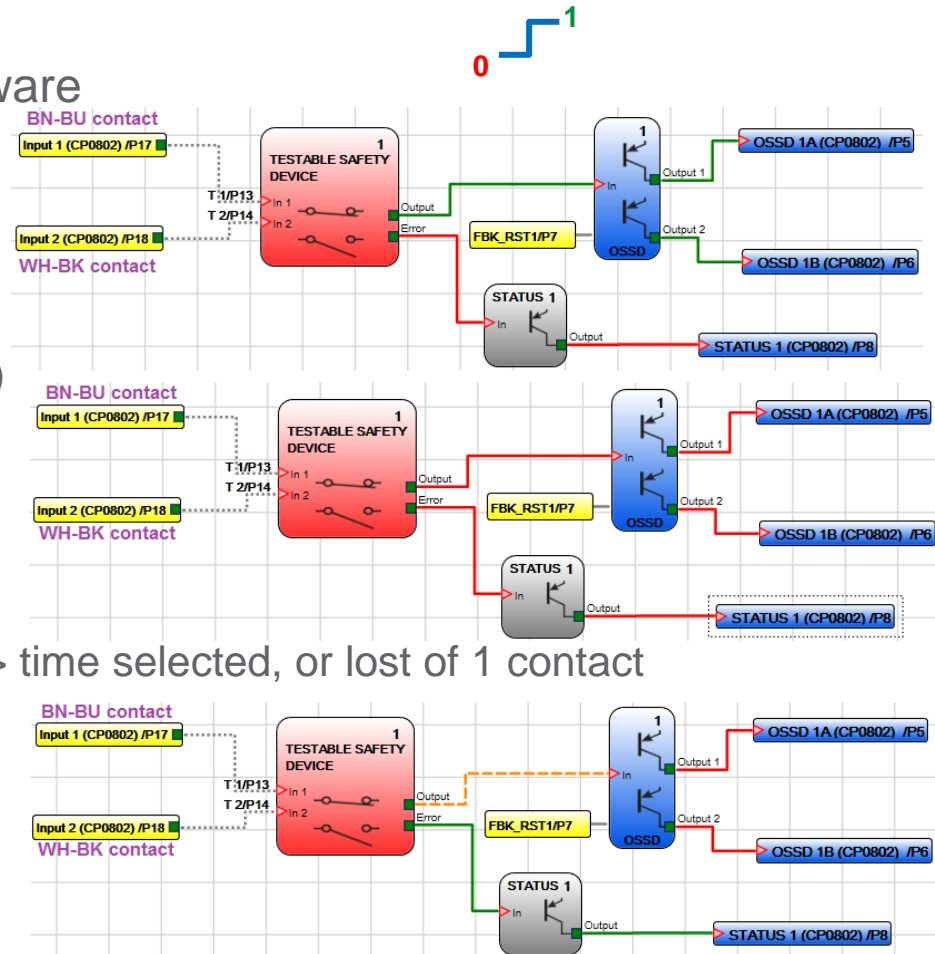 1
0
ware
BN-BU contact
Input 1 (CP0802) /P17
1
TESTABLE SAFETY
DEVICE
T 1/P13
In 1
T 2/P14
In 2
Output
Error
Input 2 (CP0802) /P18
WH-BK contact
1
In
Output 1
Output 2
OSSD
FBK_RST1/P7
OSSD 1A (CP0802) /P5
OSSD 1B (CP0802) /P6
STATUS 1
In
Output
STATUS 1 (CP0802) /P8
)
BN-BU contact
Input 1 (CP0802) /P17
1
TESTABLE SAFETY
DEVICE
T 1/P13
In 1
T 2/P14
In 2
Output
Error
Input 2 (CP0802) /P18
WH-BK contact
1
In
Output 1
Output 2
OSSD
FBK_RST1/P7
OSSD 1A (CP0802) /P5
OSSD 1B (CP0802) /P6
STATUS 1
In
Output
STATUS 1 (CP0802) /P8
> time selected, or lost of 1 contact
BN-BU contact
Input 1 (CP0802) /P17
1
TESTABLE SAFETY
DEVICE
T 1/P13
In 1
T 2/P14
In 2
Output
Error
Input 2 (CP0802) /P18
WH-BK contact
1
In
Output 1
Output 2
OSSD
FBK_RST1/P7
OSSD 1A (CP0802) /P5
OSSD 1B (CP0802) /P6
STATUS 1
In
Output
STATUS 1 (CP0802) /P8